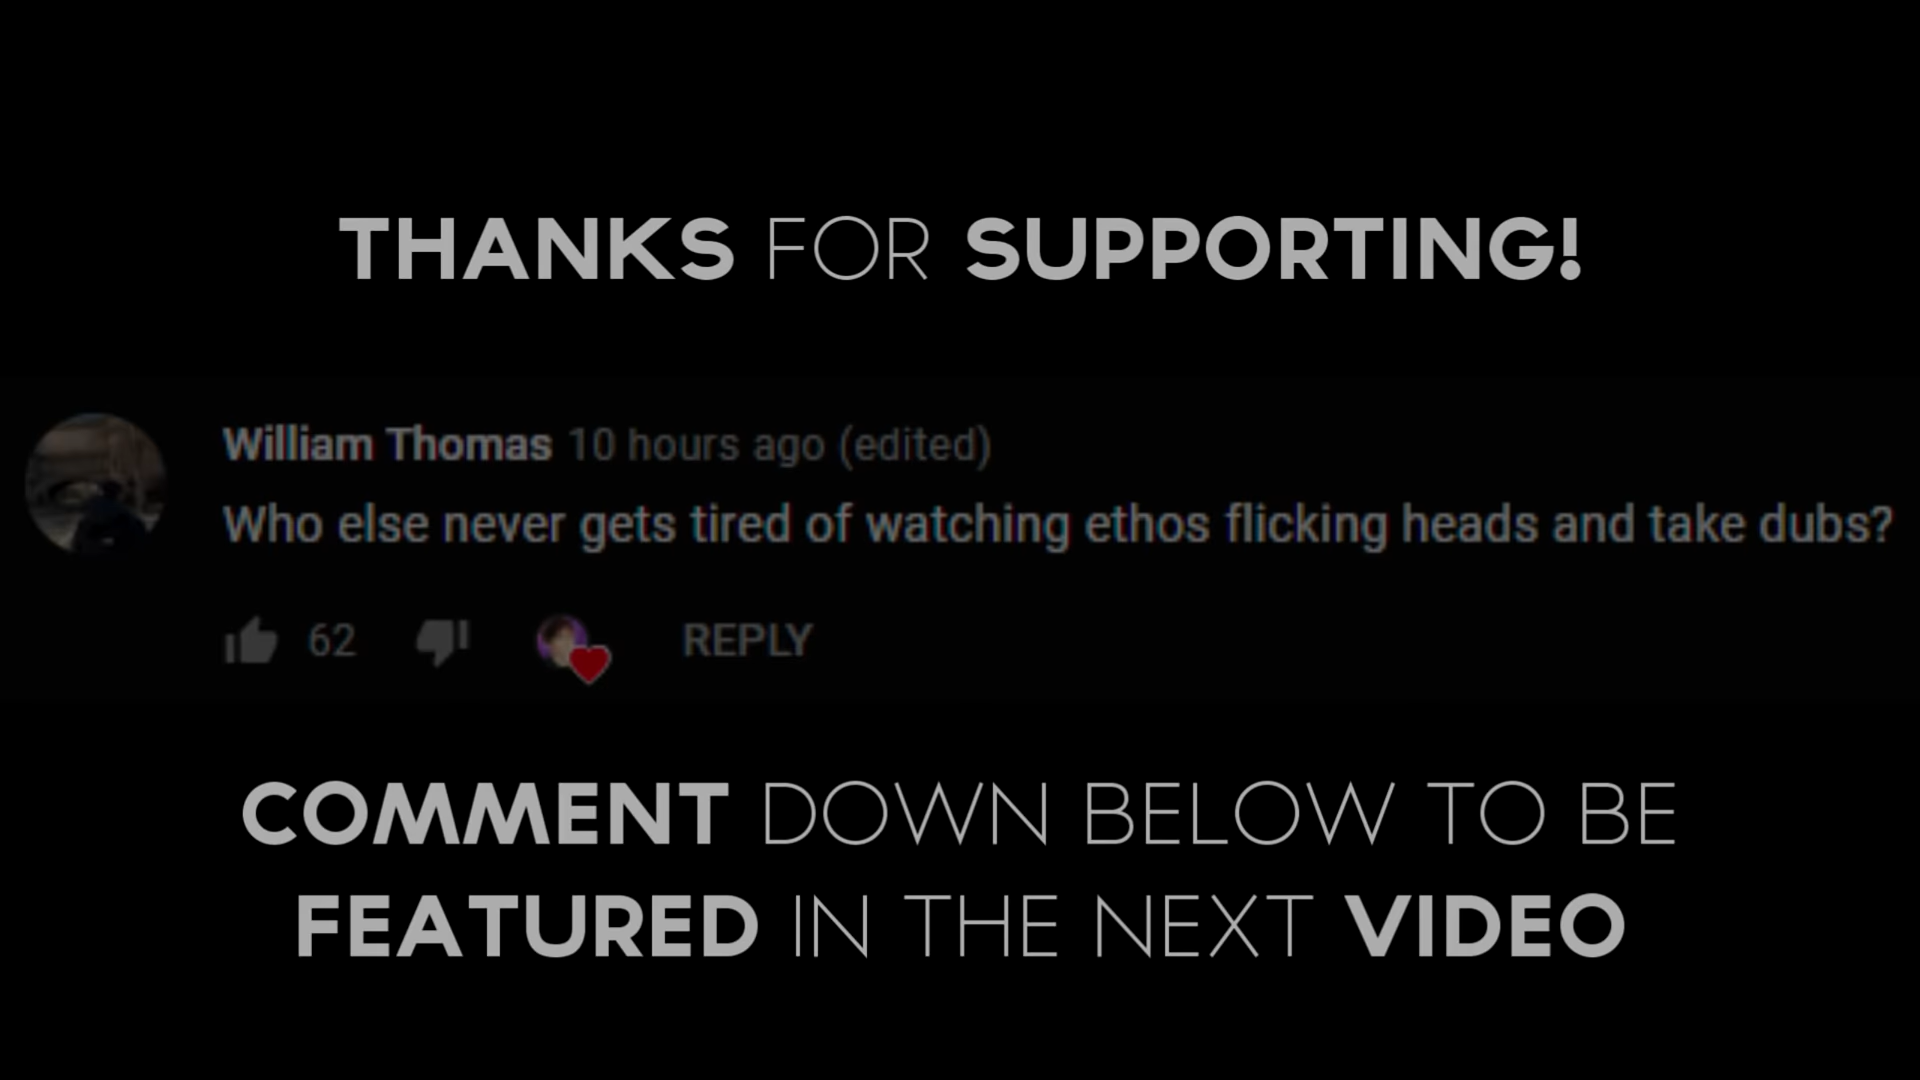 THANKS FOR SUPPORTING!
William Thomas 10 hours ago (edited)
Who else never gets tired of watching ethos flicking heads and take dubs?
62 REPLY
COMMENT DOWN BELOW TO BE
FEATURED IN THE NEXT VIDEO